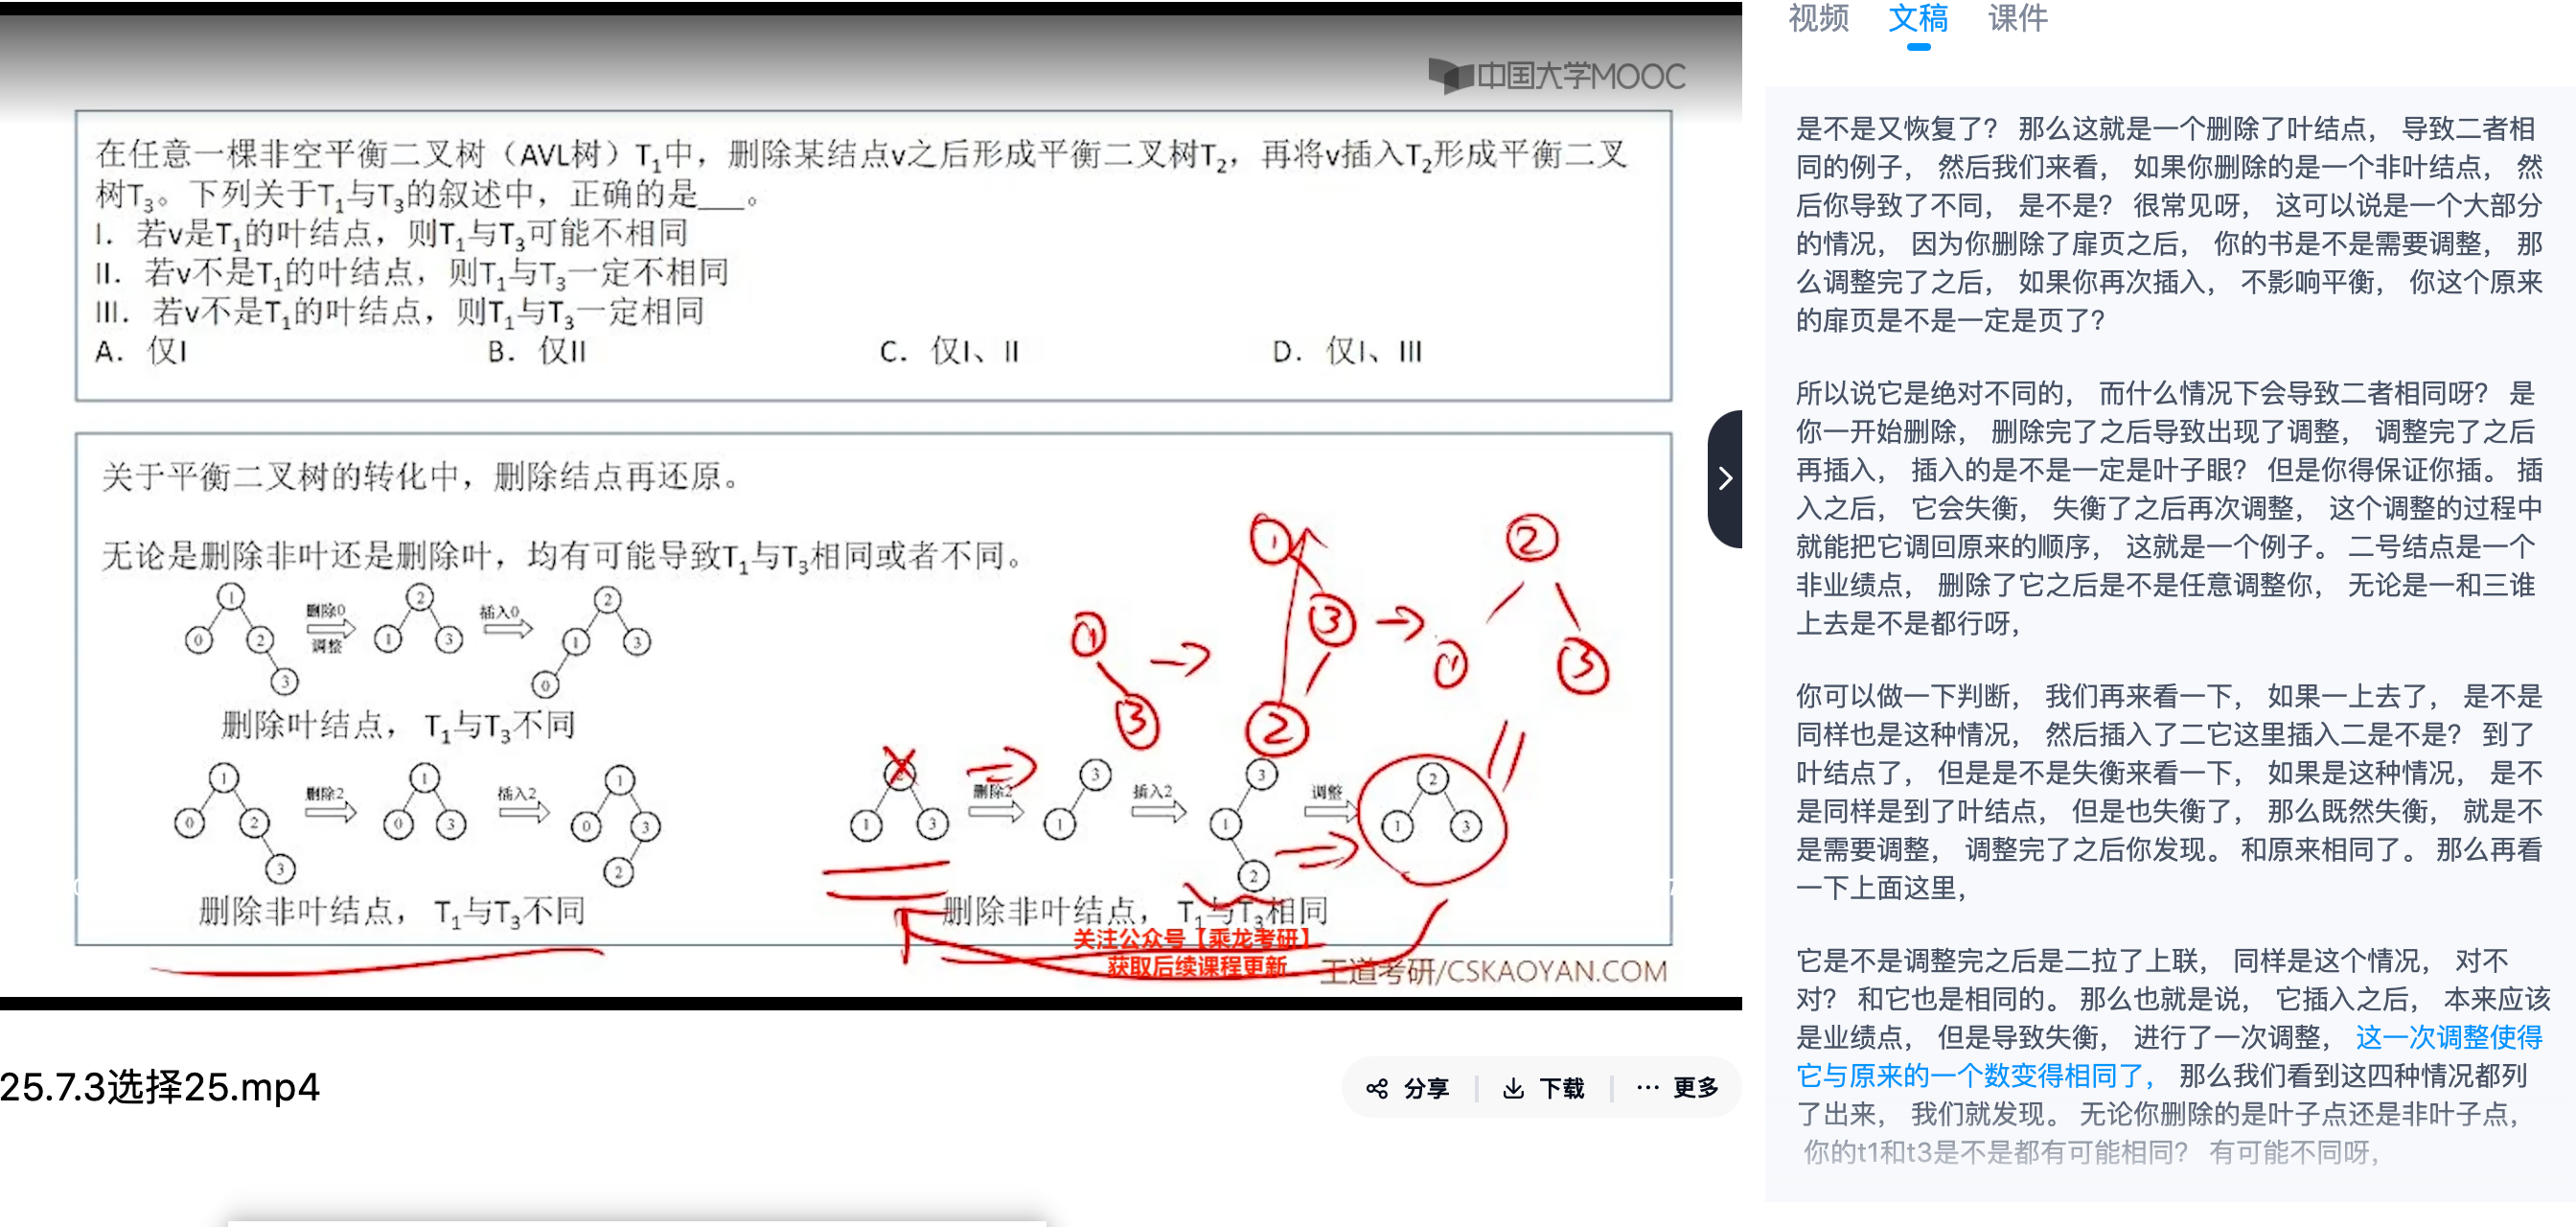 中国大学MOOC
在任意一棵非空平衡二叉树（AVL树）T₁中，删除某结点v之后形成平衡二叉树T₂，再将v插入T₂形成平衡二叉
树T₃。下列关于T₁与T₃的叙述中，正确的是___。
I. 若v是T₁的叶结点，则T₁与T₃可能不相同
II. 若v不是T₁的叶结点，则T₁与T₃一定不相同
III. 若v不是T₁的叶结点，则T₁与T₃一定相同
A. 仅I B. 仅II C. 仅I、II D. 仅I、III
关于平衡二叉树的转化中，删除结点再还原。
无论是删除非叶还是删除叶，均有可能导致T₁与T₃相同或者不同。
1 0 2 3 删除0 调整 2 1 3 插入0 2 1 3 0
删除叶结点， T₁与T₃不同
1 0 2 3 删除2 1 0 3 插入2 1 0 3 2
删除非叶结点， T₁与T₃不同
1 3 删除2 3 1 插入2 3 1 2 调整 2 1 3
删除非叶结点， T₁与T₃相同
1 3 → 1 3 2 → 2 1 3
关注公众号【乘龙考研】
获取后续课程更新
王道考研/CSKAOYAN.COM
25.7.3选择25.mp4
分享 下载 更多
视频 文稿 课件
是不是又恢复了？ 那么这就是一个删除了叶结点， 导致二者相
同的例子， 然后我们来看， 如果你删除的是一个非叶结点， 然
后你导致了不同， 是不是？ 很常见呀， 这可以说是一个大部分
的情况， 因为你删除了扉页之后， 你的书是不是需要调整， 那
么调整完了之后， 如果你再次插入， 不影响平衡， 你这个原来
的扉页是不是一定是页了？
所以说它是绝对不同的， 而什么情况下会导致二者相同呀？ 是
你一开始删除， 删除完了之后导致出现了调整， 调整完了之后
再插入， 插入的是不是一定是叶子眼？ 但是你得保证你插。 插
入之后， 它会失衡， 失衡了之后再次调整， 这个调整的过程中
就能把它调回原来的顺序， 这就是一个例子。 二号结点是一个
非业绩点， 删除了它之后是不是任意调整你， 无论是一和三谁
上去是不是都行呀，
你可以做一下判断， 我们再来看一下， 如果一上去了， 是不是
同样也是这种情况， 然后插入了二它这里插入二是不是？ 到了
叶结点了， 但是是不是失衡来看一下， 如果是这种情况， 是不
是同样是到了叶结点， 但是也失衡了， 那么既然失衡， 就是不
是需要调整， 调整完了之后你发现。 和原来相同了。 那么再看
一下上面这里，
它是不是调整完之后是二拉了上联， 同样是这个情况， 对不
对？ 和它也是相同的。 那么也就是说， 它插入之后， 本来应该
是业绩点， 但是导致失衡， 进行了一次调整， 这一次调整使得
它与原来的一个数变得相同了， 那么我们看到这四种情况都列
了出来， 我们就发现。 无论你删除的是叶子点还是非叶子点，
你的t1和t3是不是都有可能相同？ 有可能不同呀，